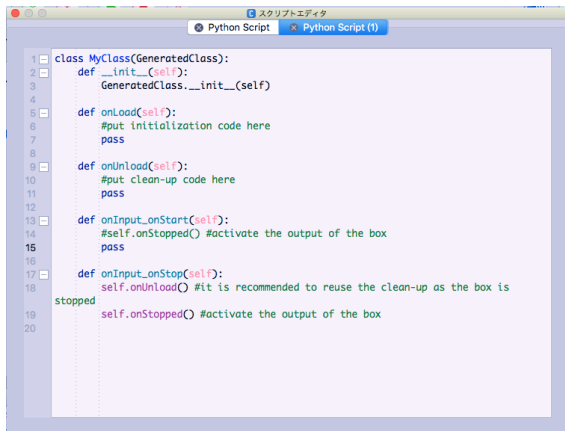 スクリプトエディタ
Python Script
Python Script (1)
1 class MyClass(GeneratedClass):
2     def __init__(self):
3         GeneratedClass.__init__(self)
4
5     def onLoad(self):
6         #put initialization code here
7         pass
8
9     def onUnload(self):
10         #put clean-up code here
11         pass
12
13     def onInput_onStart(self):
14         #self.onStopped() #activate the output of the box
15         pass
16
17     def onInput_onStop(self):
18         self.onUnload() #it is recommended to reuse the clean-up as the box is
stopped
19         self.onStopped() #activate the output of the box
20